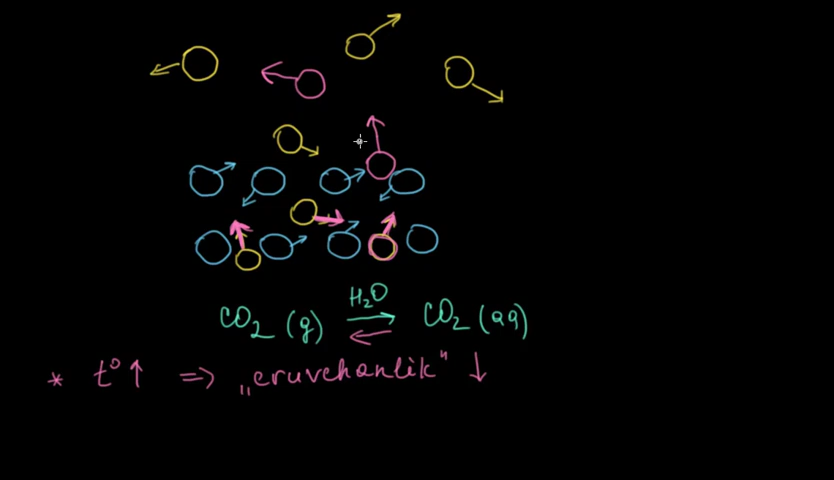 H₂O
CO₂ (g) ⇌ CO₂ (aq)
* t° ↑ => „eruvchanlik" ↓